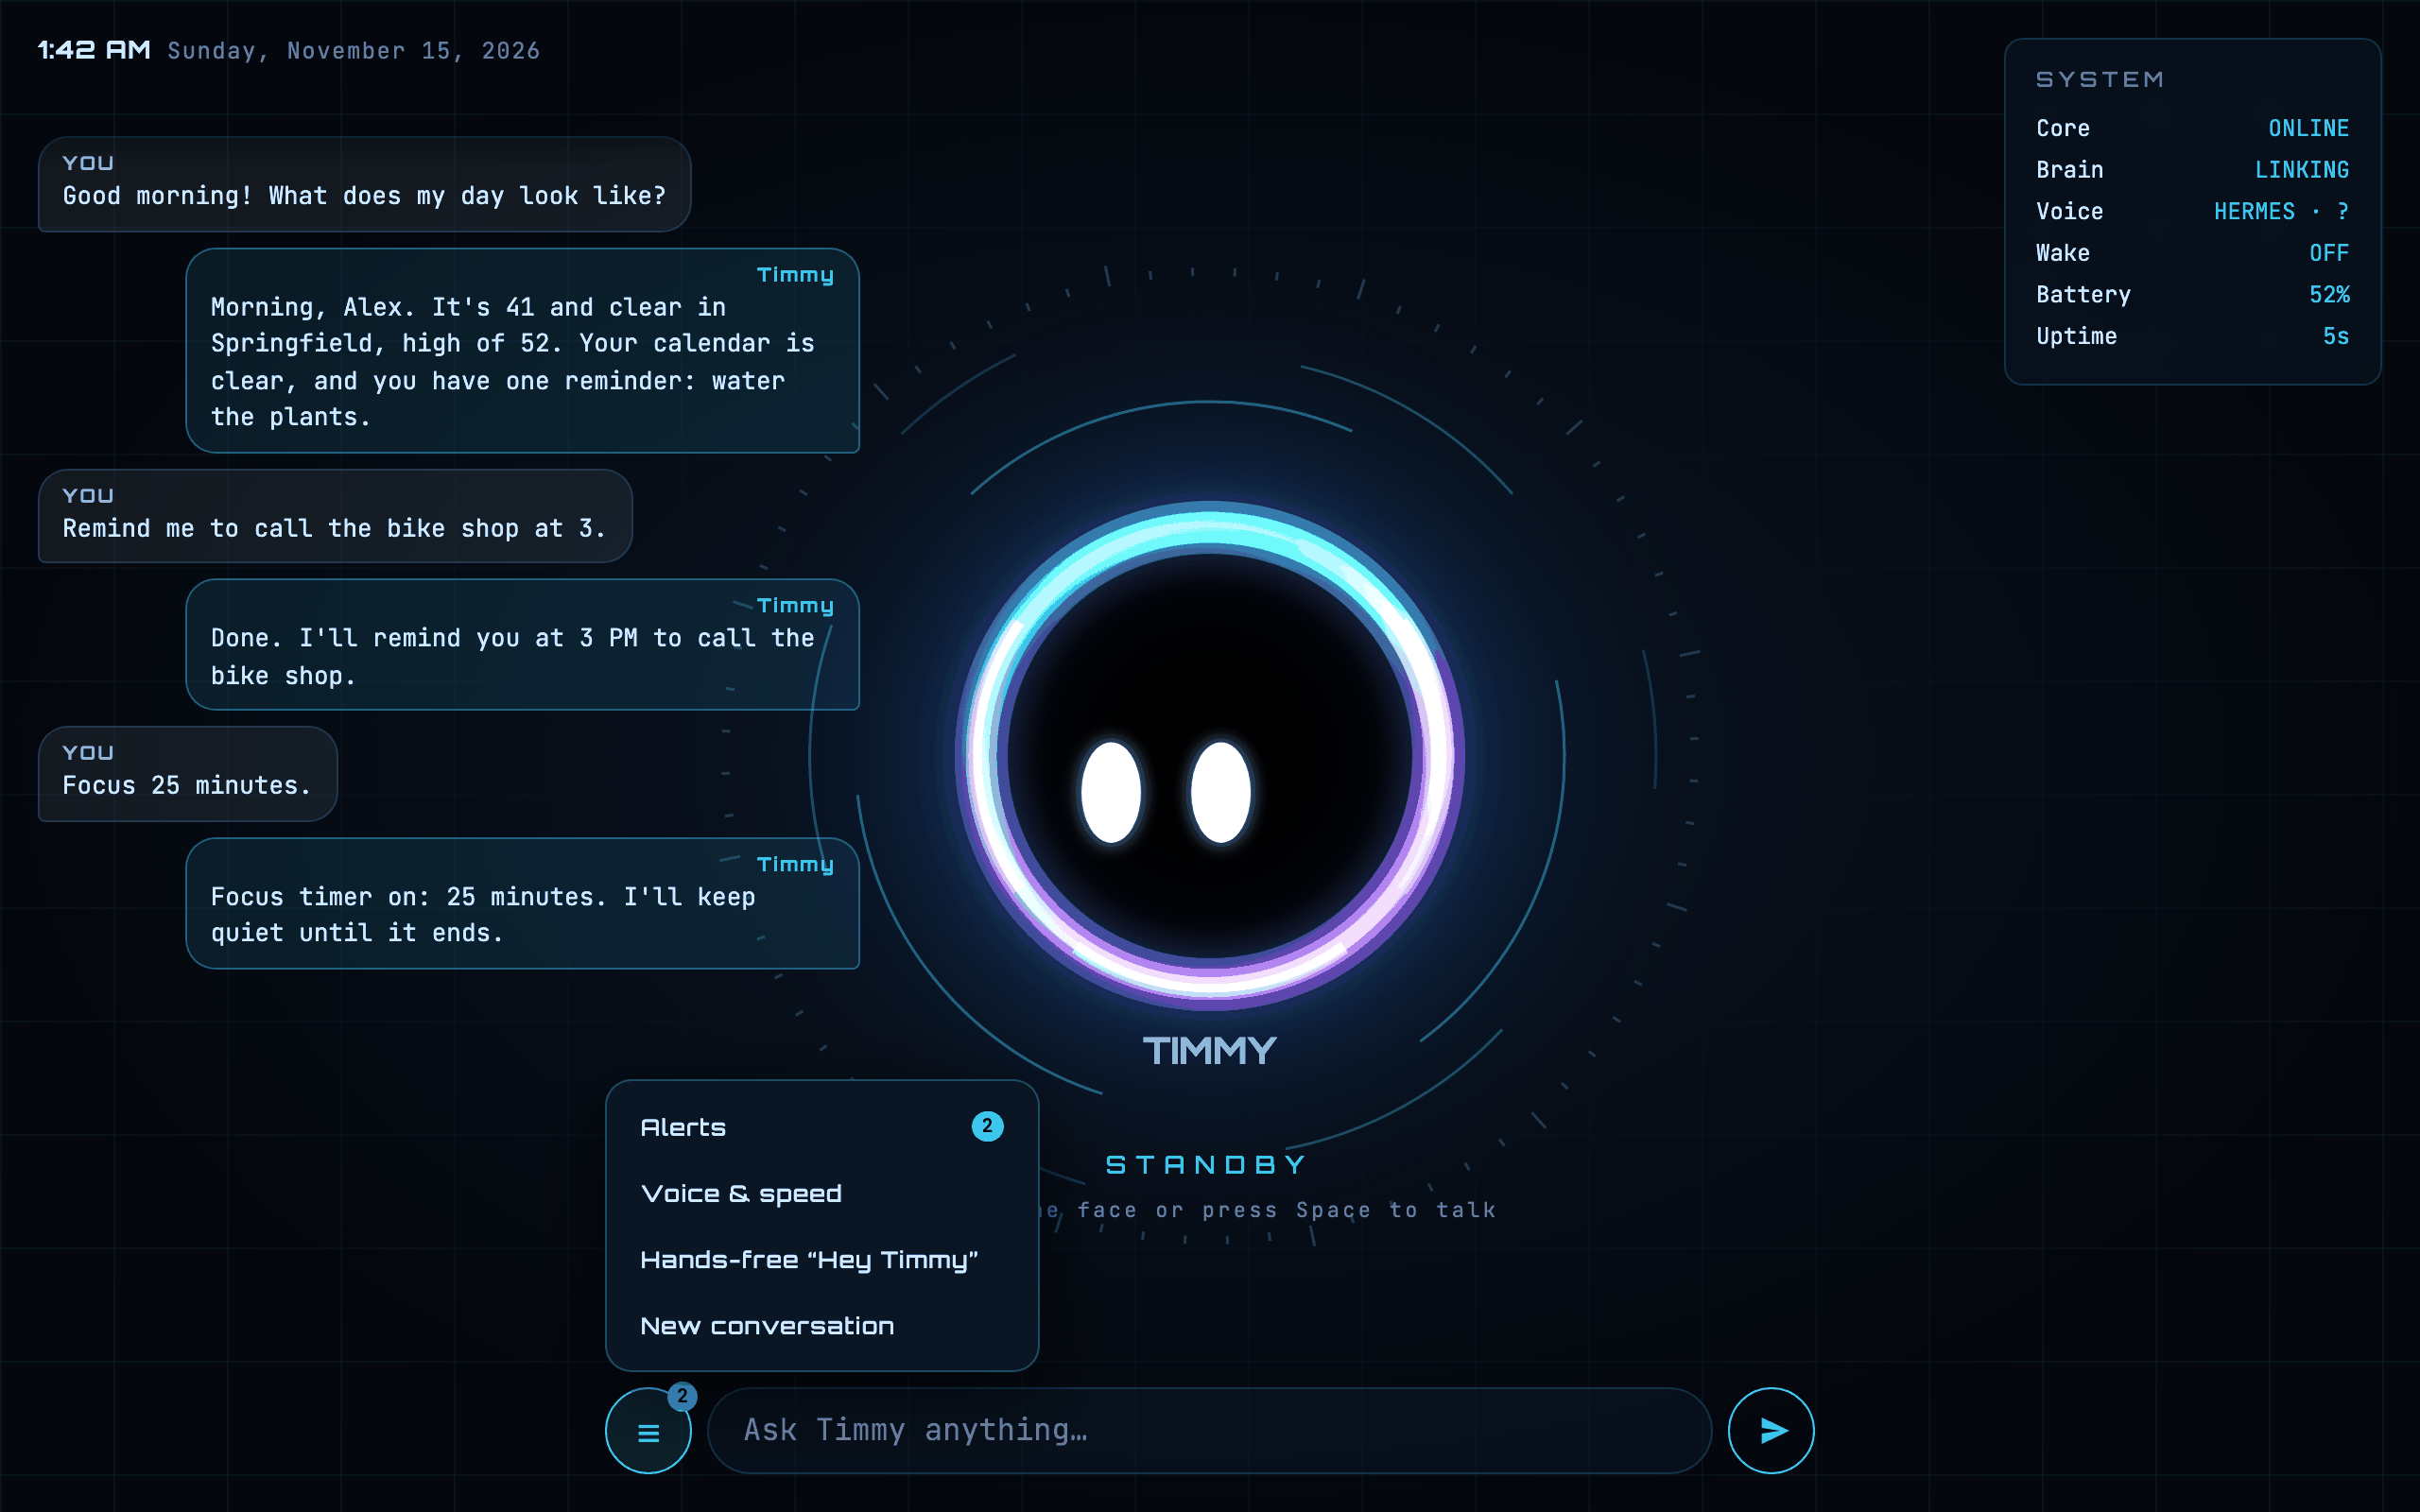 1:42 AM Sunday, November 15, 2026
YOU
Good morning! What does my day look like?
Timmy
Morning, Alex. It's 41 and clear in
Springfield, high of 52. Your calendar is
clear, and you have one reminder: water
the plants.
YOU
Remind me to call the bike shop at 3.
Timmy
Done. I'll remind you at 3 PM to call the
bike shop.
YOU
Focus 25 minutes.
Timmy
Focus timer on: 25 minutes. I'll keep
quiet until it ends.
SYSTEM
Core ONLINE
Brain LINKING
Voice HERMES · ?
Wake OFF
Battery 52%
Uptime 5s
TIMMY
STANDBY
face or press Space to talk
Alerts 2
Voice & speed
Hands-free “Hey Timmy”
New conversation
2
Ask Timmy anything…